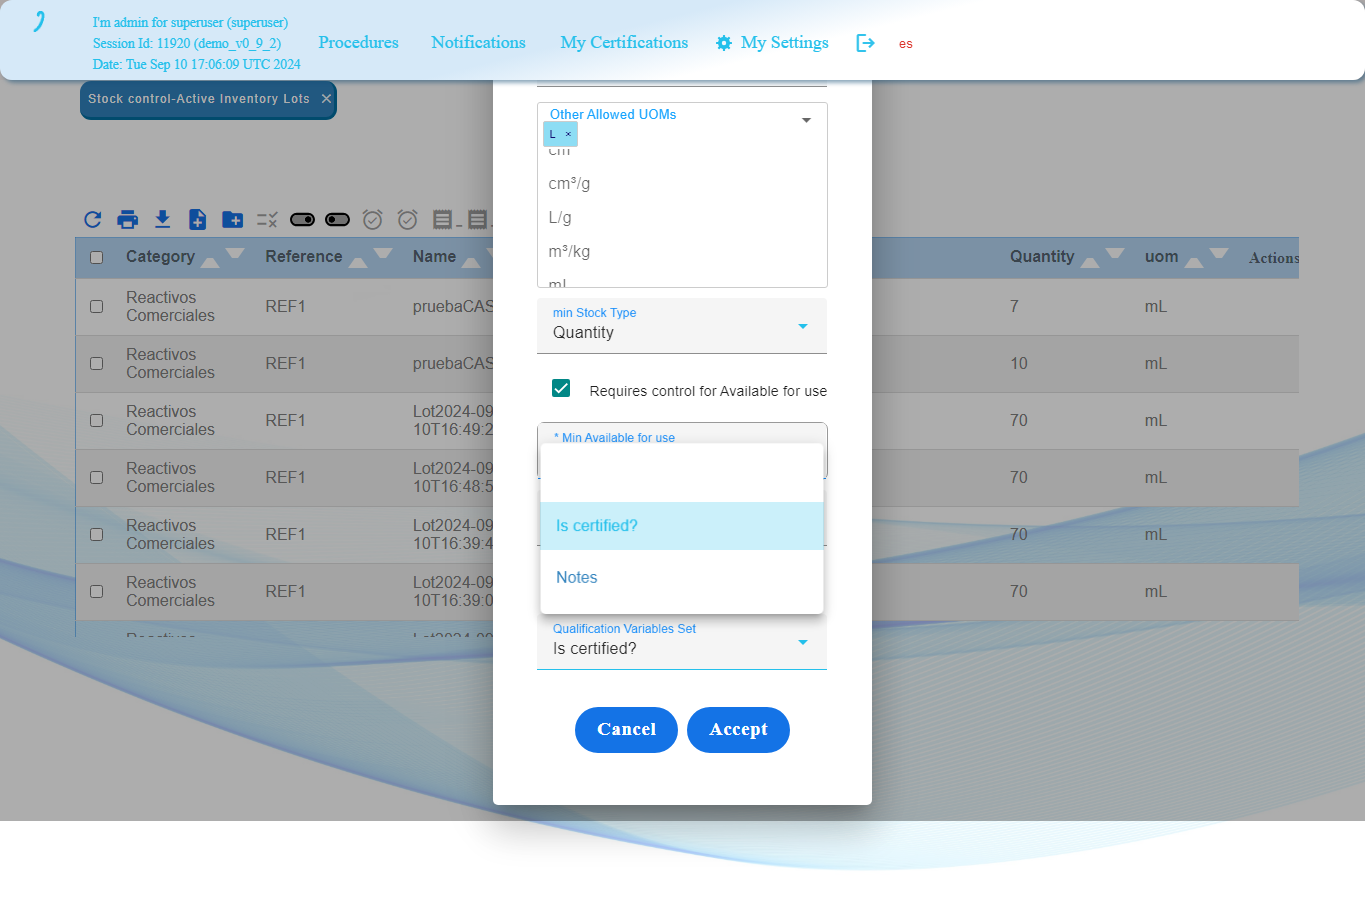 I'm admin for superuser (superuser)
Session Id: 11920 (demo_v0_9_2)
Date: Tue Sep 10 17:06:09 UTC 2024
Procedures
Notifications
My Certifications
My Settings
es
Stock control-Active Inventory Lots ×
Other Allowed UOMs
L ×
cm³/g
L/g
m³/kg
mL
min Stock Type
Quantity
Requires control for Available for use
* Min Available for use
Is certified?
Notes
Qualification Variables Set
Is certified?
Cancel
Accept
Category
Reference
Name
Quantity
uom
Actions
Reactivos
Comerciales
REF1
pruebaCAS
7
mL
Reactivos
Comerciales
REF1
pruebaCAS
10
mL
Reactivos
Comerciales
REF1
Lot2024-09
10T16:49:2
70
mL
Reactivos
Comerciales
REF1
Lot2024-09
10T16:48:5
70
mL
Reactivos
Comerciales
REF1
Lot2024-09
10T16:39:4
70
mL
Reactivos
Comerciales
REF1
Lot2024-09
10T16:39:0
70
mL